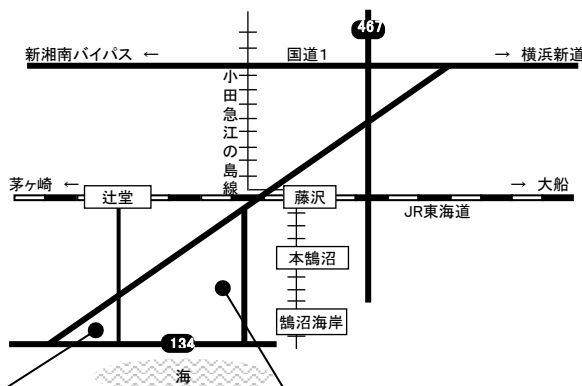 467
新湘南バイパス ←
国道1
→ 横浜新道
小田急江の島線
茅ヶ崎 ←
辻堂
藤沢
→ 大船
JR東海道
本鵠沼
鵠沼海岸
134
海